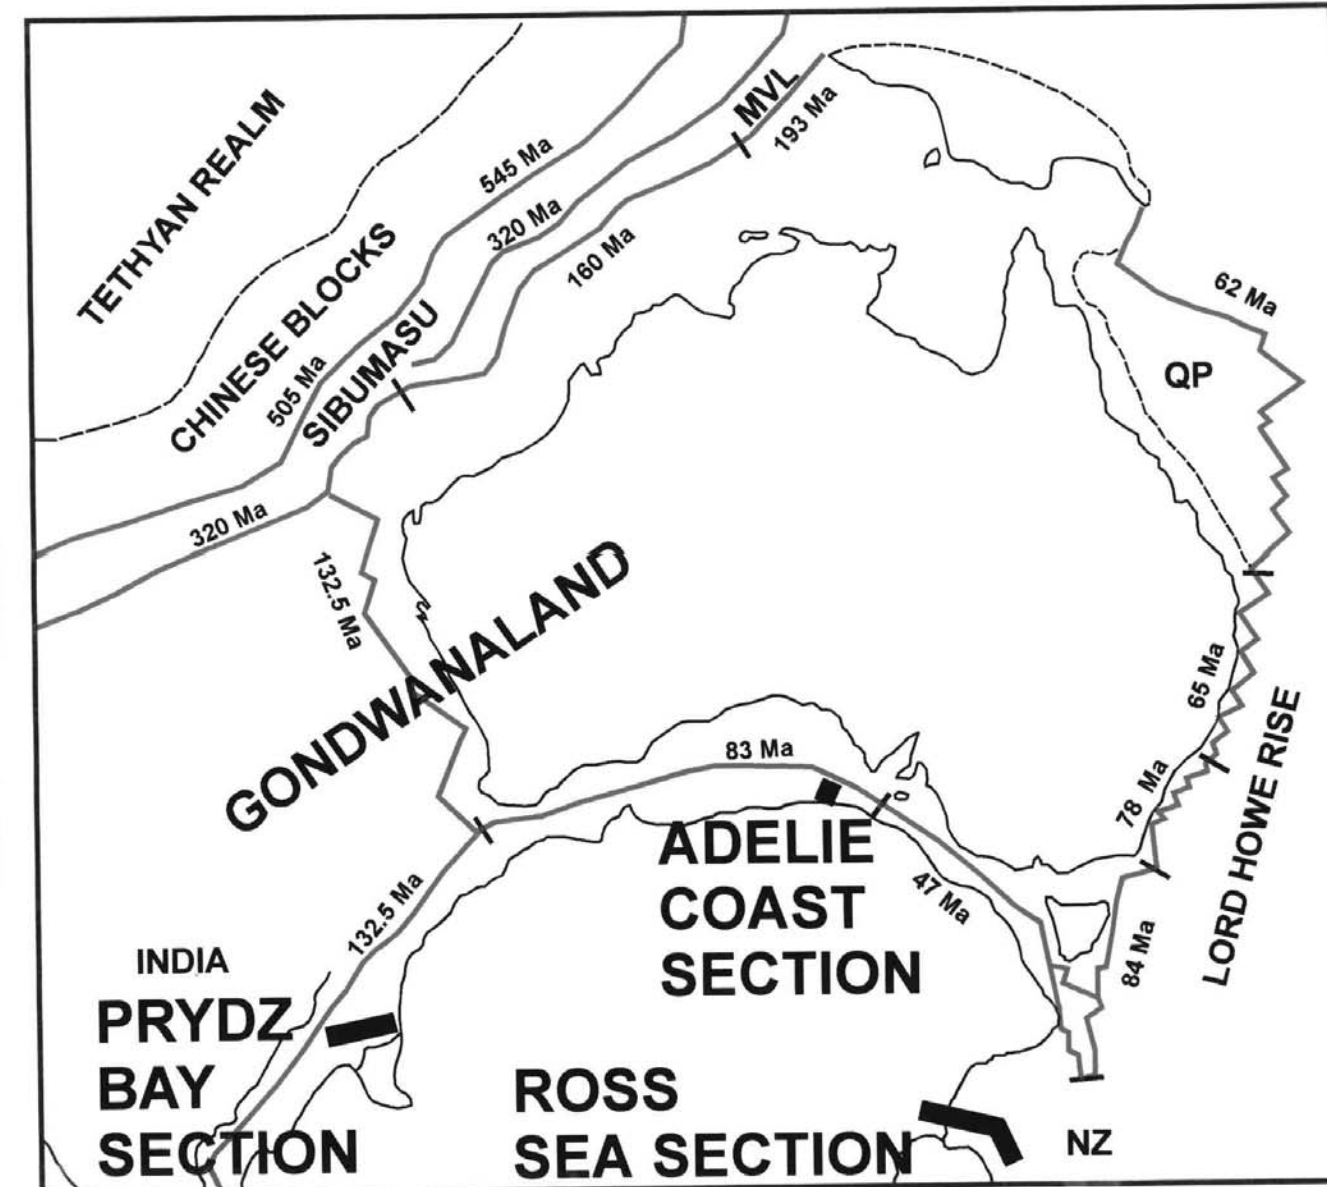 TETHYAN REALM
CHINESE BLOCKS
SIBUMASU
MVL
193 Ma
545 Ma
320 Ma
160 Ma
505 Ma
320 Ma
132.5 Ma
62 Ma
QP
GONDWANALAND
65 Ma
83 Ma
78 Ma
LORD HOWE RISE
0
47 Ma
84 Ma
132.5 Ma
ADELIE
COAST
SECTION
INDIA
PRYDZ
BAY
SECTION
ROSS
SEA SECTION
NZ